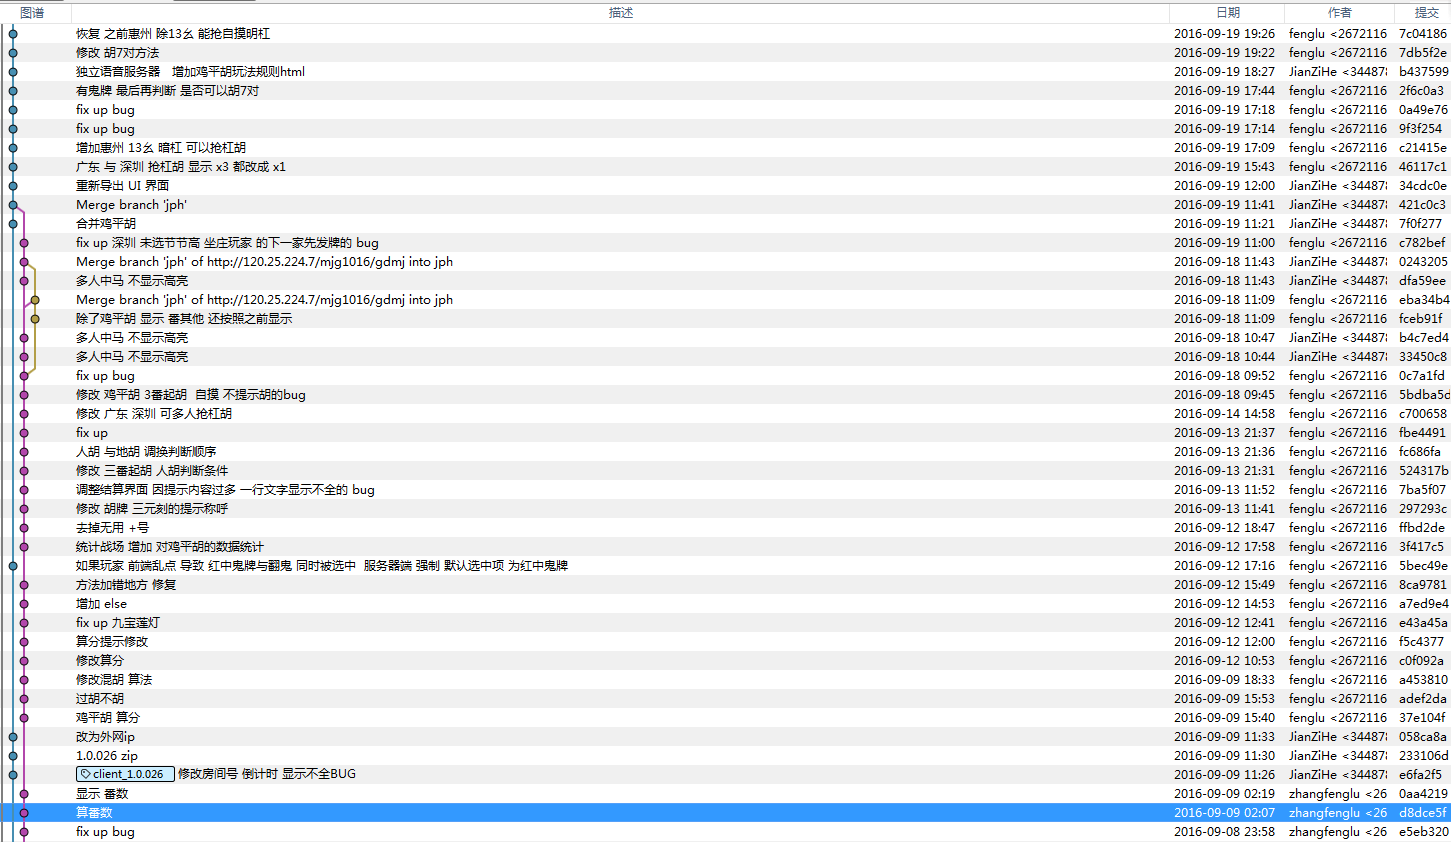 图谱 描述 日期 作者 提交
恢复 之前惠州 除13幺 能抢自摸明杠 2016-09-19 19:26 fenglu <2672116 7c04186
修改 胡7对方法 2016-09-19 19:22 fenglu <2672116 7db5f2e
独立语音服务器 增加鸡平胡玩法规则html 2016-09-19 18:27 JianZiHe <344878 b437599
有鬼牌 最后再判断 是否可以胡7对 2016-09-19 17:44 fenglu <2672116 2f6c0a3
fix up bug 2016-09-19 17:18 fenglu <2672116 0a49e76
fix up bug 2016-09-19 17:14 fenglu <2672116 9f3f254
增加惠州 13幺 暗杠 可以抢杠胡 2016-09-19 17:09 fenglu <2672116 c21415e
广东 与 深圳 抢杠胡 显示 x3 都改成 x1 2016-09-19 15:43 fenglu <2672116 46117c1
重新导出 UI 界面 2016-09-19 12:00 JianZiHe <344878 34cdc0e
Merge branch 'jph' 2016-09-19 11:41 JianZiHe <344878 421c0c3
合并鸡平胡 2016-09-19 11:21 JianZiHe <344878 7f0f277
fix up 深圳 未选节节高 坐庄玩家 的下一家先发牌的 bug 2016-09-19 11:00 fenglu <2672116 c782bef
Merge branch 'jph' of http://120.25.224.7/mjg1016/gdmj into jph 2016-09-18 11:43 JianZiHe <344878 0243205
多人中马 不显示高亮 2016-09-18 11:43 JianZiHe <344878 dfa59ee
Merge branch 'jph' of http://120.25.224.7/mjg1016/gdmj into jph 2016-09-18 11:09 fenglu <2672116 eba34b4
除了鸡平胡 显示 番其他 还按照之前显示 2016-09-18 11:09 fenglu <2672116 fceb91f
多人中马 不显示高亮 2016-09-18 10:47 JianZiHe <344878 b4c7ed4
多人中马 不显示高亮 2016-09-18 10:44 JianZiHe <344878 33450c8
fix up bug 2016-09-18 09:52 fenglu <2672116 0c7a1fd
修改 鸡平胡 3番起胡 自摸 不提示胡的bug 2016-09-18 09:45 fenglu <2672116 5bdba5d
修改 广东 深圳 可多人抢杠胡 2016-09-14 14:58 fenglu <2672116 c700658
fix up 2016-09-13 21:37 fenglu <2672116 fbe4491
人胡 与地胡 调换判断顺序 2016-09-13 21:36 fenglu <2672116 fc686fa
修改 三番起胡 人胡判断条件 2016-09-13 21:31 fenglu <2672116 524317b
调整结算界面 因提示内容过多 一行文字显示不全的 bug 2016-09-13 11:52 fenglu <2672116 7ba5f07
修改 胡牌 三元刻的提示称呼 2016-09-13 11:41 fenglu <2672116 297293c
去掉无用 +号 2016-09-12 18:47 fenglu <2672116 ffbd2de
统计战场 增加 对鸡平胡的数据统计 2016-09-12 17:58 fenglu <2672116 3f417c5
如果玩家 前端乱点 导致 红中鬼牌与翻鬼 同时被选中 服务器端 强制 默认选中项 为红中鬼牌 2016-09-12 17:16 fenglu <2672116 5bec49e
方法加错地方 修复 2016-09-12 15:49 fenglu <2672116 8ca9781
增加 else 2016-09-12 14:53 fenglu <2672116 a7ed9e4
fix up 九宝莲灯 2016-09-12 12:41 fenglu <2672116 e43a45a
算分提示修改 2016-09-12 12:00 fenglu <2672116 f5c4377
修改算分 2016-09-12 10:53 fenglu <2672116 c0f092a
修改混胡 算法 2016-09-09 18:33 fenglu <2672116 a453810
过胡不胡 2016-09-09 15:53 fenglu <2672116 adef2da
鸡平胡 算分 2016-09-09 15:40 fenglu <2672116 37e104f
改为外网ip 2016-09-09 11:33 JianZiHe <344878 058ca8a
1.0.026 zip 2016-09-09 11:30 JianZiHe <344878 233106d
client_1.0.026 修改房间号 倒计时 显示不全BUG 2016-09-09 11:26 JianZiHe <344878 e6fa2f5
显示 番数 2016-09-09 02:19 zhangfenglu <26 0aa4219
算番数 2016-09-09 02:07 zhangfenglu <26 d8dce5f
fix up bug 2016-09-08 23:58 zhangfenglu <26 e5eb320